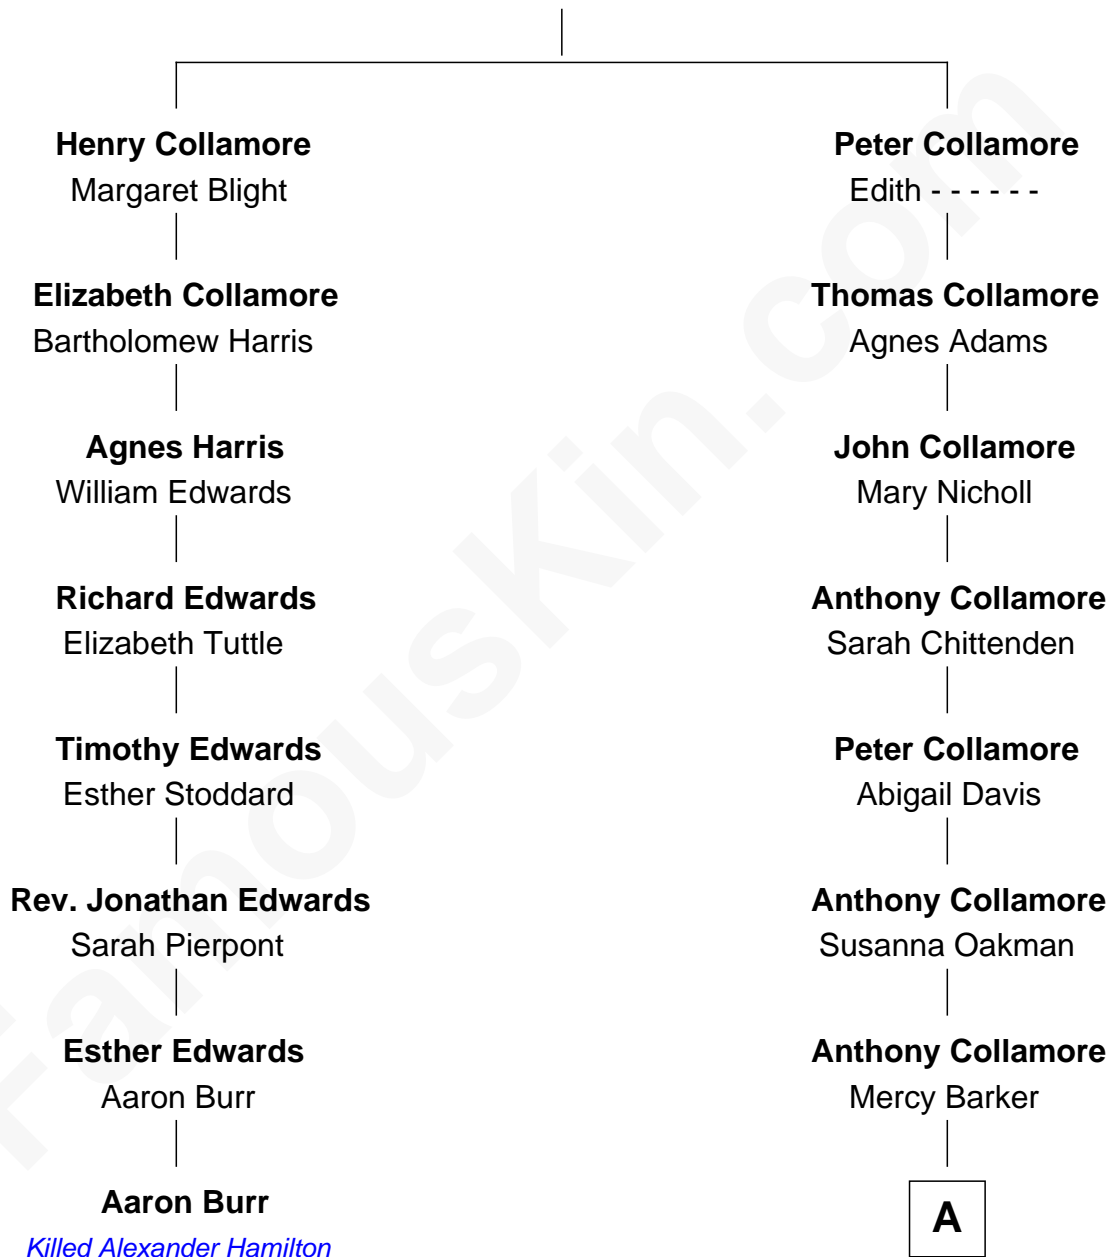 Henry Collamore
Margaret Blight
Elizabeth Collamore
Bartholomew Harris
Agnes Harris
William Edwards
Richard Edwards
Elizabeth Tuttle
Timothy Edwards
Esther Stoddard
Rev. Jonathan Edwards
Sarah Pierpont
Esther Edwards
Aaron Burr
Aaron Burr
Killed Alexander Hamilton
Peter Collamore
Edith - - - - - -
Thomas Collamore
Agnes Adams
John Collamore
Mary Nicholl
Anthony Collamore
Sarah Chittenden
Peter Collamore
Abigail Davis
Anthony Collamore
Susanna Oakman
Anthony Collamore
Mercy Barker
A
FamousKin.com